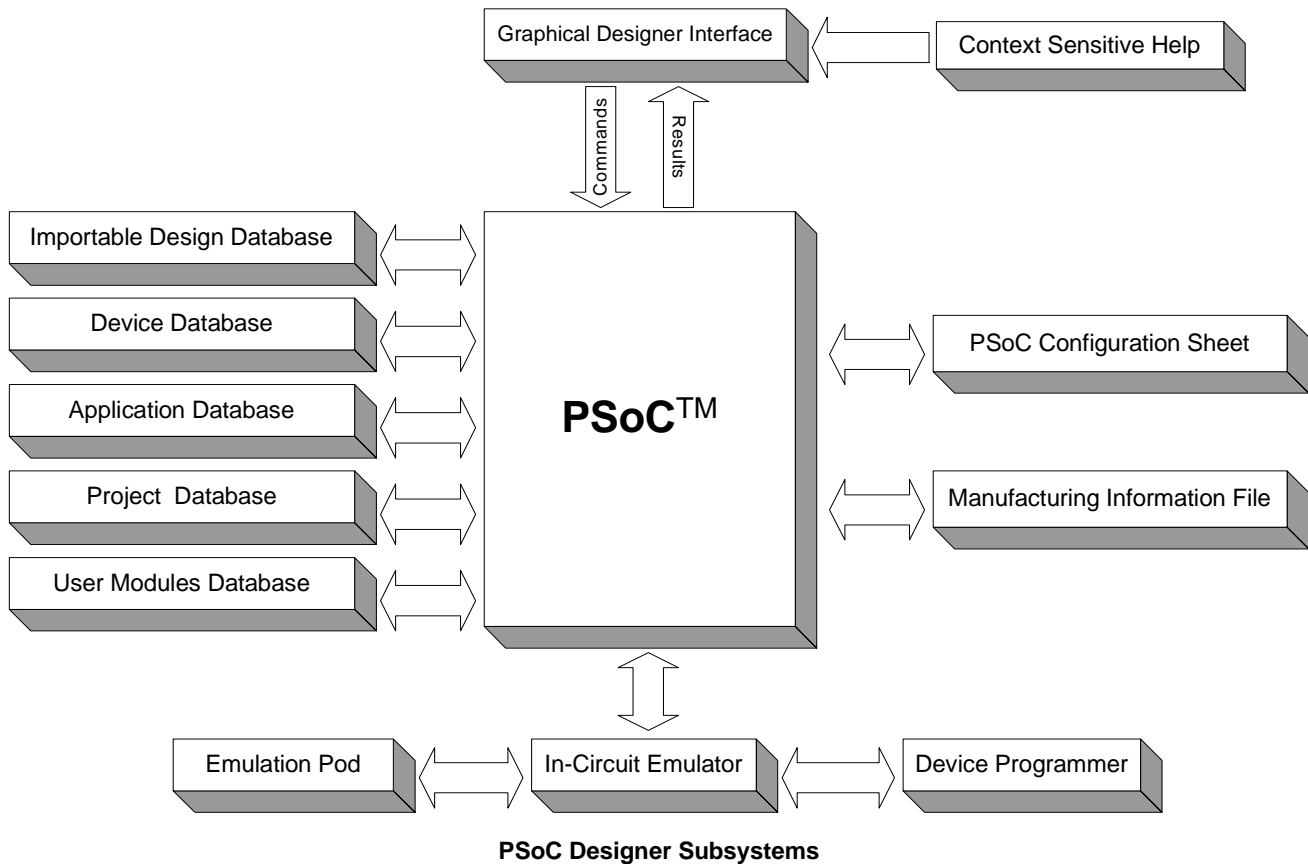 Graphical Designer Interface
Context Sensitive Help
Commands
Results
Importable Design Database
Device Database
Application Database
Project Database
User Modules Database
PSoC™
PSoC Configuration Sheet
Manufacturing Information File
Emulation Pod
In-Circuit Emulator
Device Programmer
PSoC Designer Subsystems